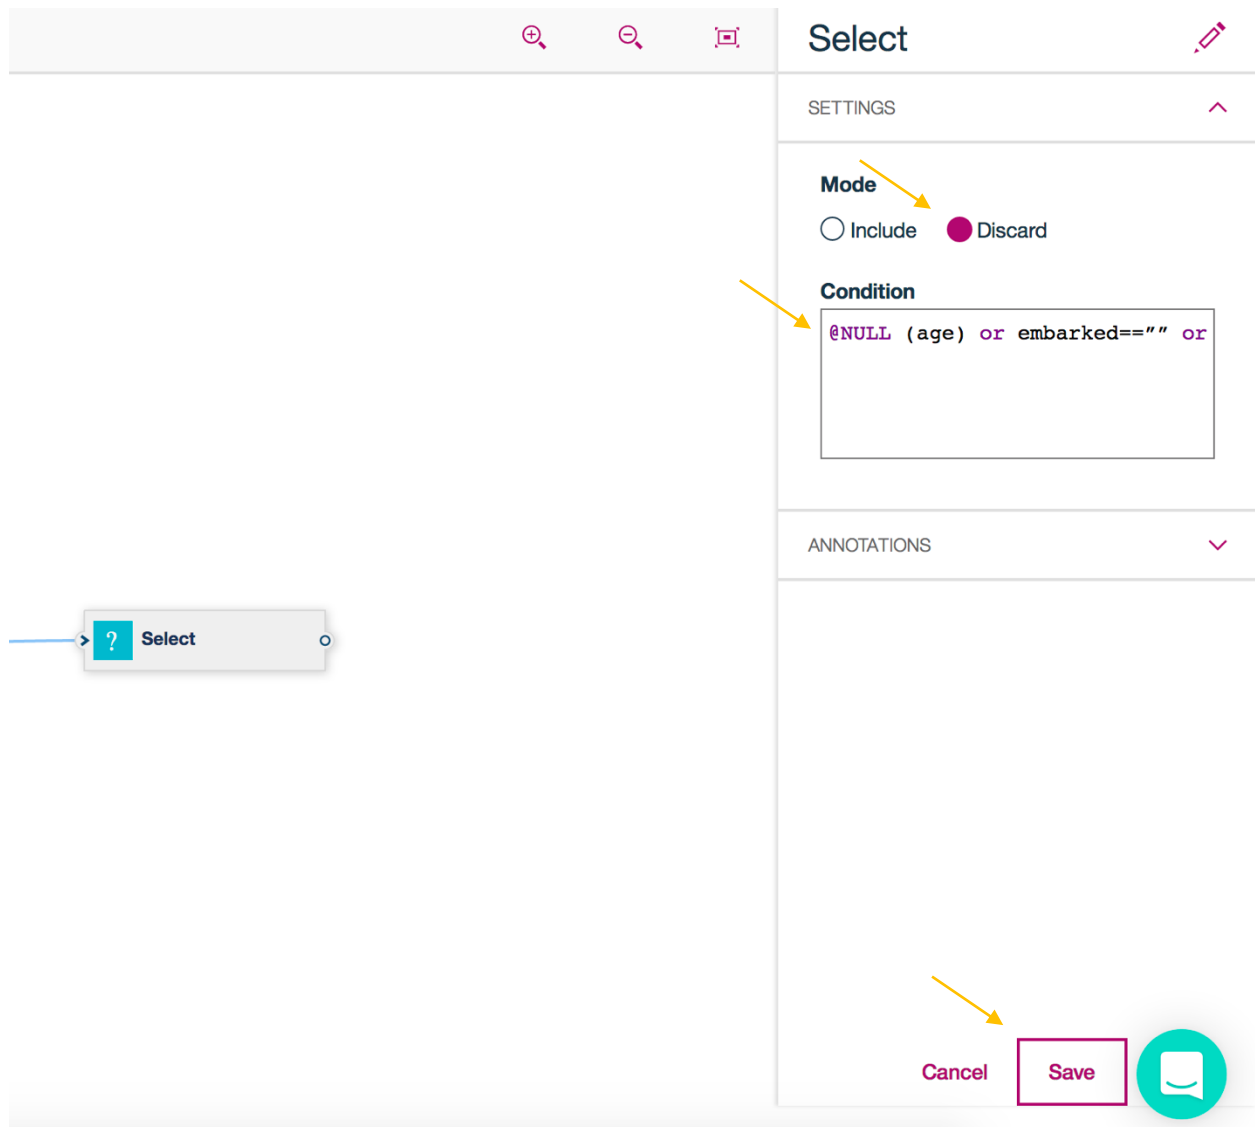 Select
SETTINGS
Mode
Include Discard
Condition
@NULL (age) or embarked==”” or
ANNOTATIONS
? Select
Cancel Save